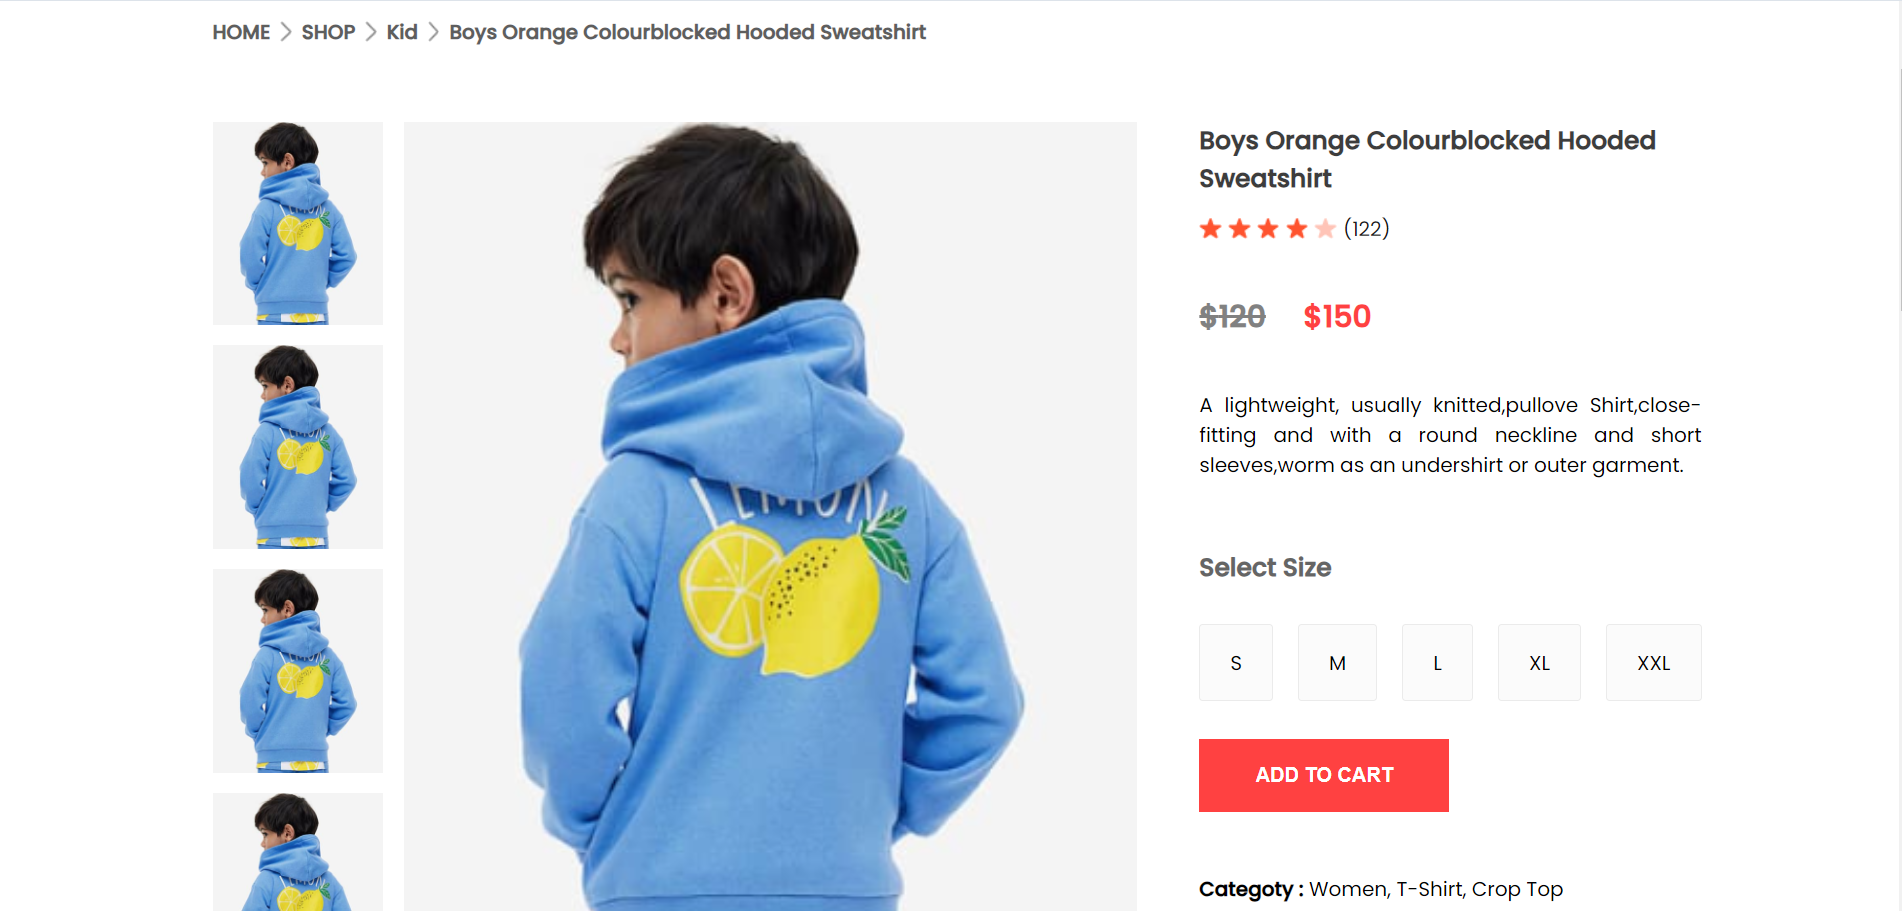 HOME > SHOP > Kid > Boys Orange Colourblocked Hooded Sweatshirt
LEMON
Boys Orange Colourblocked Hooded
Sweatshirt
(122)
$120 $150
A lightweight, usually knitted,pullove Shirt,close-
fitting and with a round neckline and short
sleeves,worm as an undershirt or outer garment.
Select Size
S M L XL XXL
ADD TO CART
Categoty : Women, T-Shirt, Crop Top